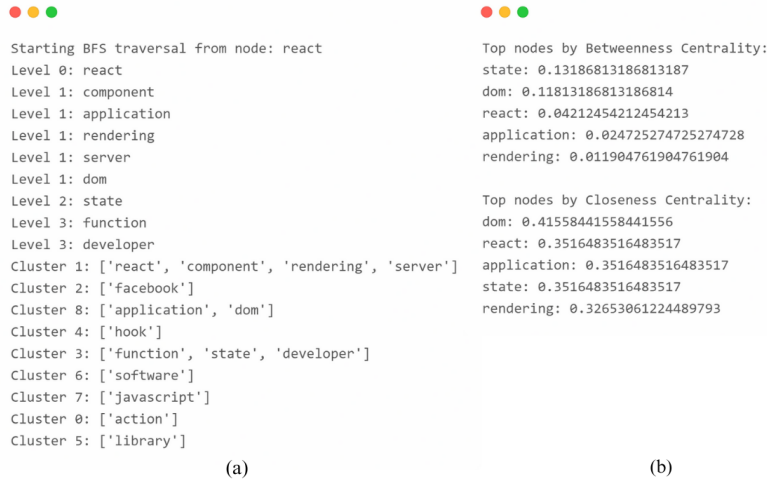 Starting BFS traversal from node: react
Level 0: react
Level 1: component
Level 1: application
Level 1: rendering
Level 1: server
Level 1: dom
Level 2: state
Level 3: function
Level 3: developer
Cluster 1: ['react', 'component', 'rendering', 'server']
Cluster 2: ['facebook']
Cluster 8: ['application', 'dom']
Cluster 4: ['hook']
Cluster 3: ['function', 'state', 'developer']
Cluster 6: ['software']
Cluster 7: ['javascript']
Cluster 0: ['action']
Cluster 5: ['library']
(a)
Top nodes by Betweenness Centrality:
state: 0.13186813186813187
dom: 0.11813186813186814
react: 0.04212454212454213
application: 0.024725274725274728
rendering: 0.011904761904761904
Top nodes by Closeness Centrality:
dom: 0.41558441558441556
react: 0.3516483516483517
application: 0.3516483516483517
state: 0.3516483516483517
rendering: 0.32653061224489793
(b)